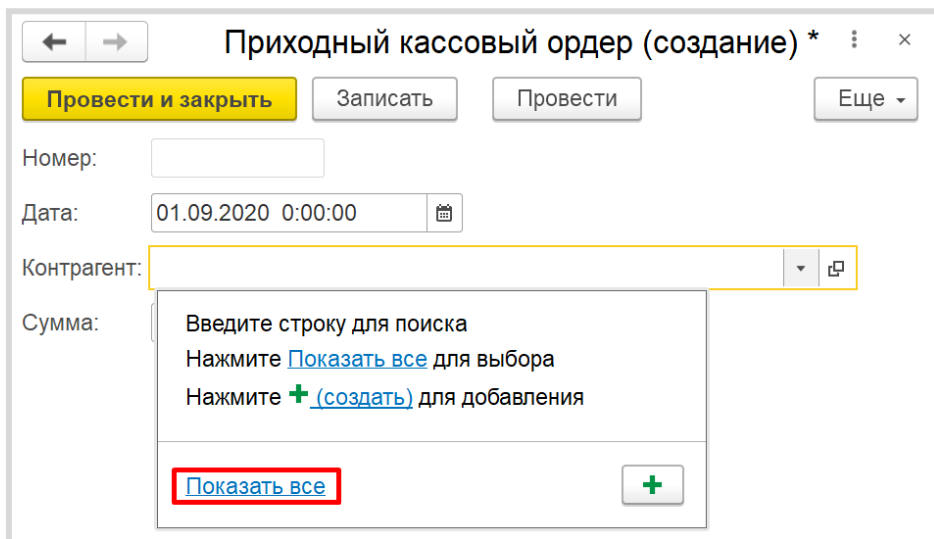 Приходный кассовый ордер (создание) *
Провести и закрыть Записать Провести Еще
Номер:
Дата: 01.09.2020 0:00:00
Контрагент:
Сумма:
Введите строку для поиска
Нажмите Показать все для выбора
Нажмите + (создать) для добавления
Показать все +